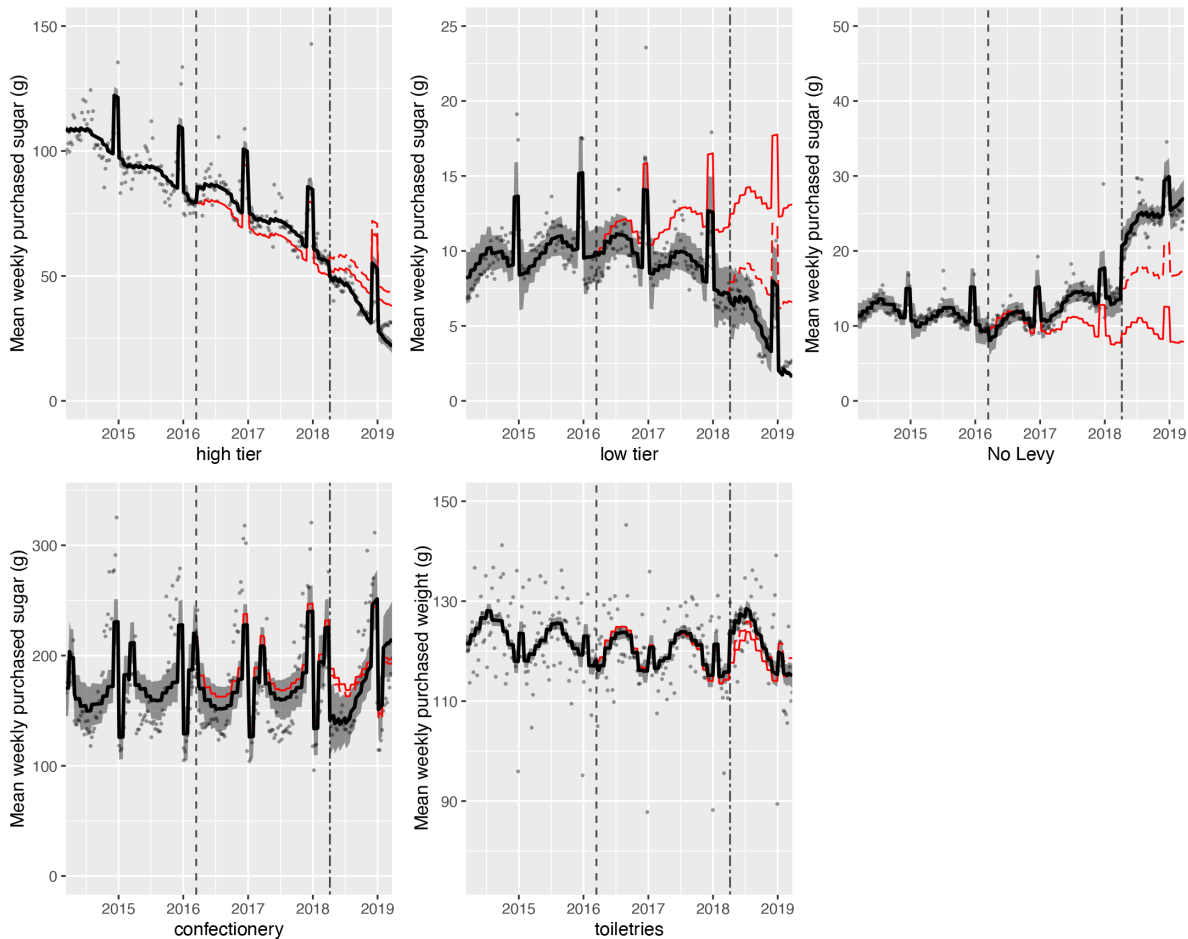 Mean weekly purchased sugar (g)
150
100
50
0
2015 2016 2017 2018 2019
high tier
Mean weekly purchased sugar (g)
25
20
15
10
5
0
2015 2016 2017 2018 2019
low tier
Mean weekly purchased sugar (g)
50
40
30
20
10
0
2015 2016 2017 2018 2019
No Levy
Mean weekly purchased sugar (g)
300
200
100
0
2015 2016 2017 2018 2019
confectionery
Mean weekly purchased weight (g)
150
130
110
90
2015 2016 2017 2018 2019
toiletries